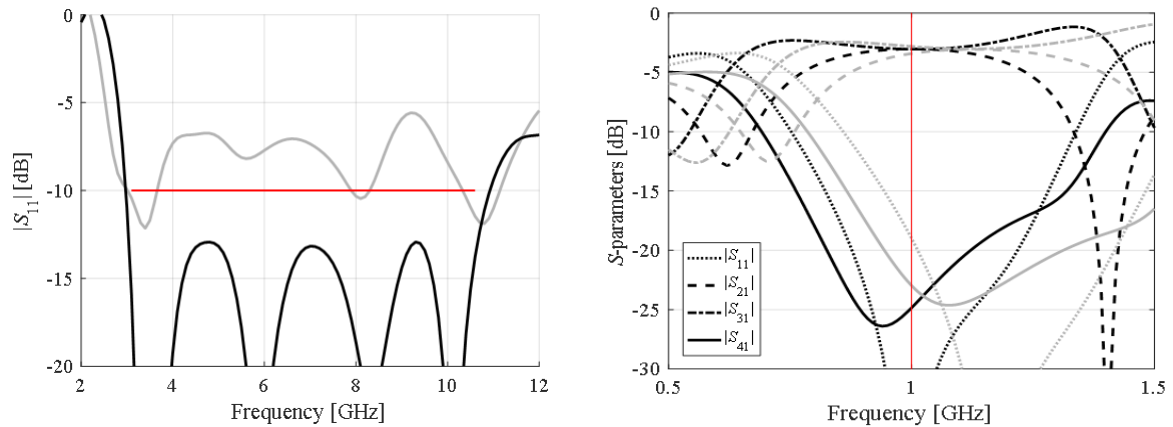 0
-5
-10
-15
-20
2
4
6
8
10
12
|S11| [dB]
Frequency [GHz]
0
-5
-10
-15
-20
-25
-30
0.5
1
1.5
S-parameters [dB]
Frequency [GHz]
|S11|
|S21|
|S31|
|S41|